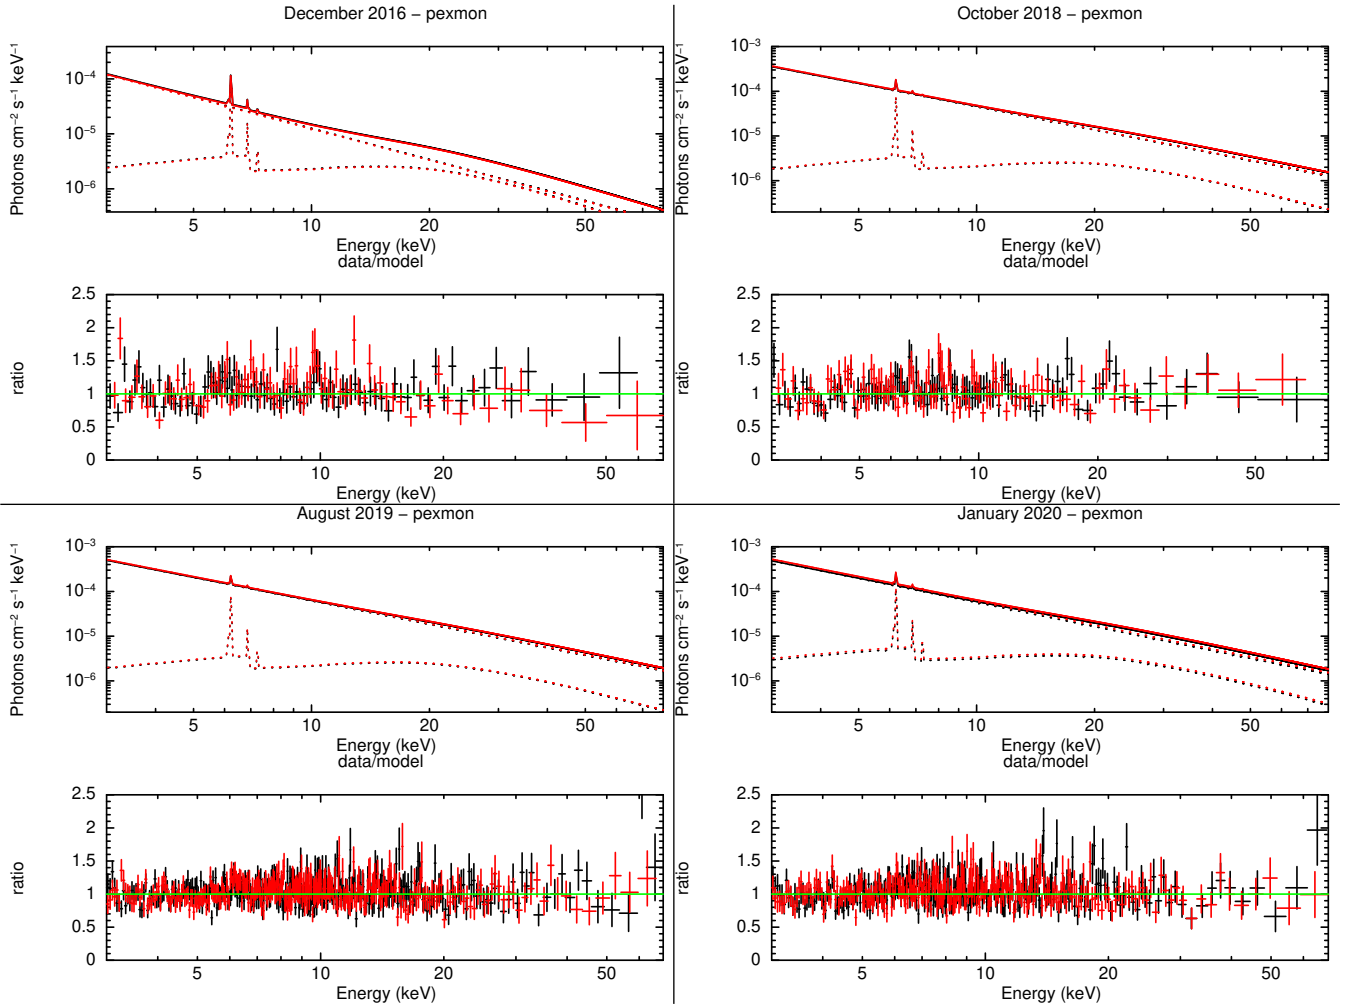 December 2016 − pexmon
Photons cm−2 s−1 keV−1
10−4
10−5
10−6
5 10 20 50
Energy (keV)
data/model
ratio
2.5
2
1.5
1
0.5
0
5 10 20 50
Energy (keV)
October 2018 − pexmon
Photons cm−2 s−1 keV−1
10−3
10−4
10−5
10−6
5 10 20 50
Energy (keV)
data/model
ratio
2.5
2
1.5
1
0.5
0
5 10 20 50
Energy (keV)
August 2019 − pexmon
Photons cm−2 s−1 keV−1
10−3
10−4
10−5
10−6
5 10 20 50
Energy (keV)
data/model
ratio
2.5
2
1.5
1
0.5
0
5 10 20 50
Energy (keV)
January 2020 − pexmon
Photons cm−2 s−1 keV−1
10−3
10−4
10−5
10−6
5 10 20 50
Energy (keV)
data/model
ratio
2.5
2
1.5
1
0.5
0
5 10 20 50
Energy (keV)